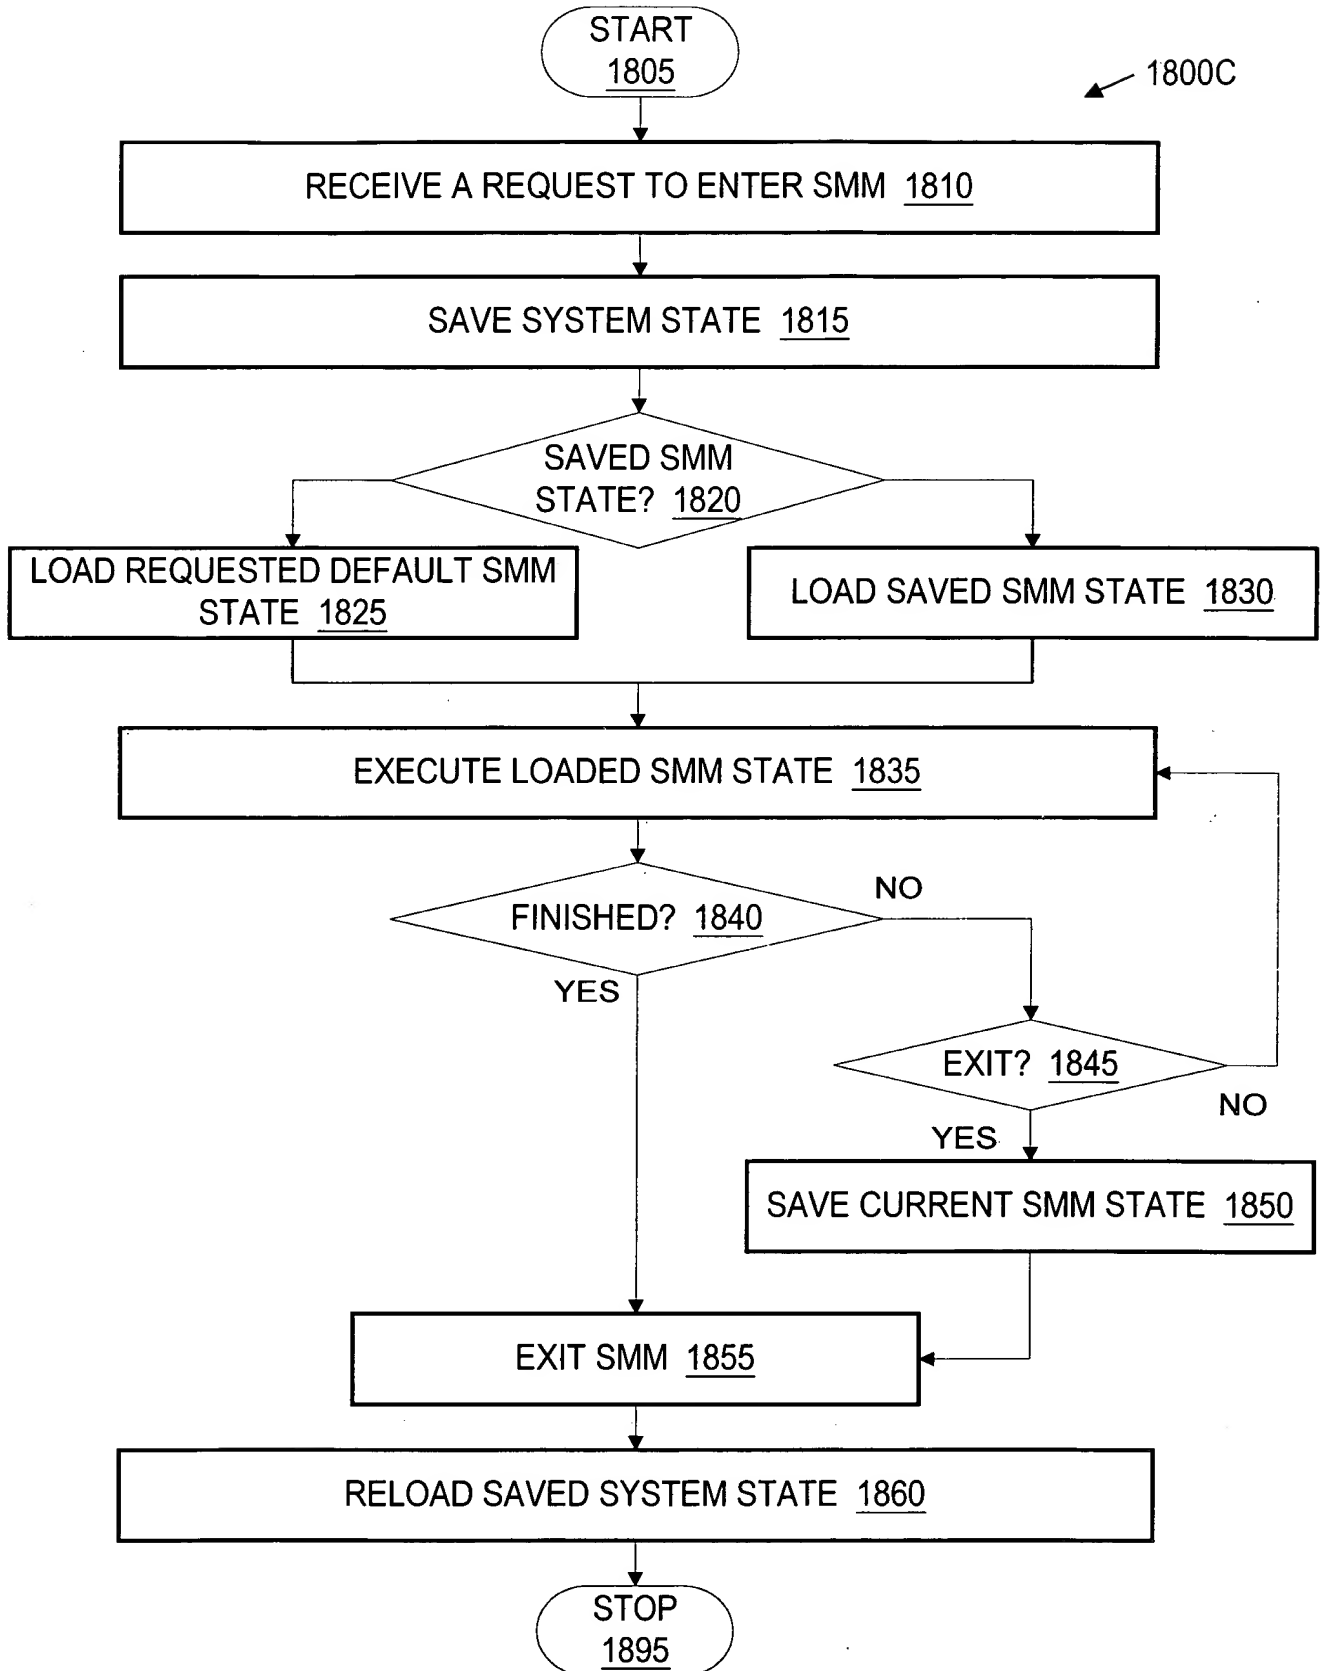 START
1805
1800C
RECEIVE A REQUEST TO ENTER SMM 1810
SAVE SYSTEM STATE 1815
SAVED SMM
STATE? 1820
LOAD REQUESTED DEFAULT SMM
STATE 1825
LOAD SAVED SMM STATE 1830
EXECUTE LOADED SMM STATE 1835
NO
FINISHED? 1840
YES
EXIT? 1845
NO
YES
SAVE CURRENT SMM STATE 1850
EXIT SMM 1855
RELOAD SAVED SYSTEM STATE 1860
STOP
1895